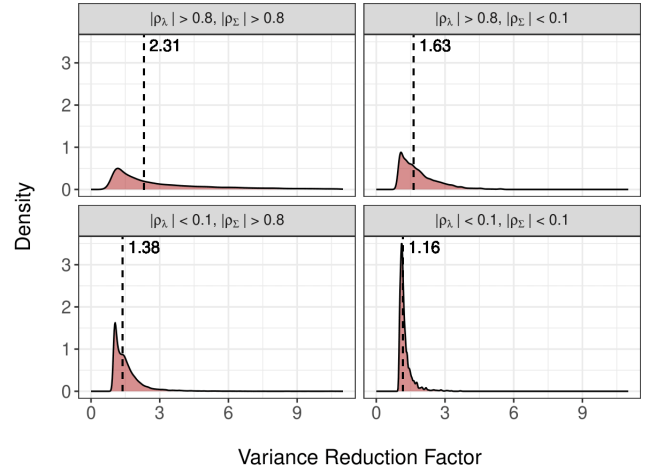 |ρλ| > 0.8, |ρΣ| > 0.8
|ρλ| > 0.8, |ρΣ| < 0.1
2.31
1.63
3
2
1
0
|ρλ| < 0.1, |ρΣ| > 0.8
|ρλ| < 0.1, |ρΣ| < 0.1
1.38
1.16
3
2
1
0
0 3 6 9
0 3 6 9
Density
Variance Reduction Factor